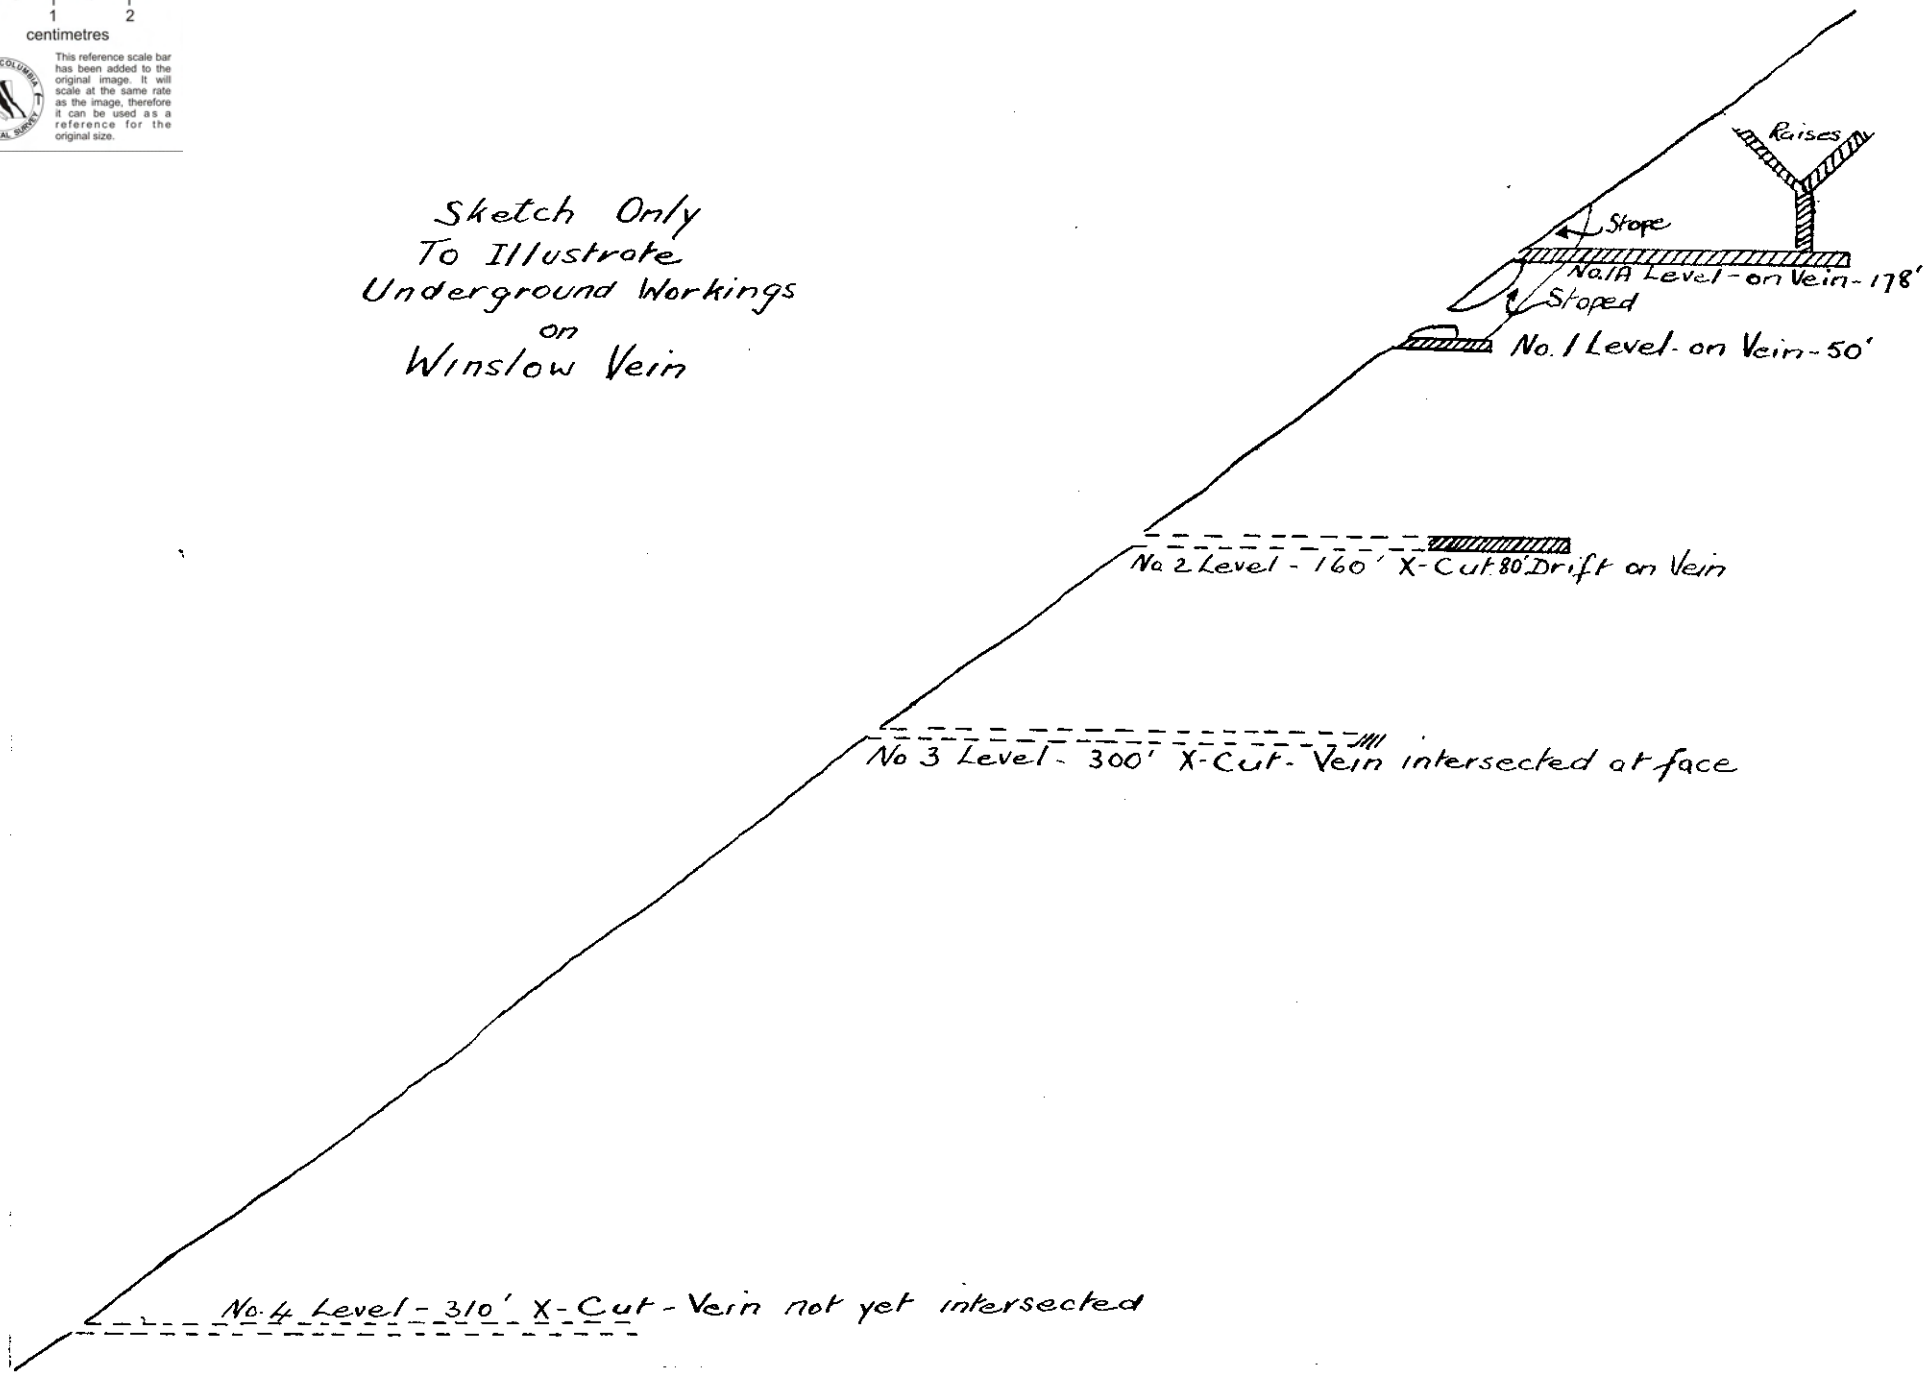 1 2
centimetres
This reference scale bar
has been added to the
original image. It will
scale at the same rate
as the image, therefore
it can be used as a
reference for the
original size.
COLUMBIA
AL SURVEY
Sketch Only
To Illustrate
Underground Workings
on
Winslow Vein
Raises
Stope
No.1A Level-on Vein-178'
Stoped
No.1 Level-on Vein-50'
No 2 Level - 160' X-Cut 80' Drift on Vein
No 3 Level - 300' X-Cut - Vein intersected at face
No. 4 Level - 310' X-Cut - Vein not yet intersected